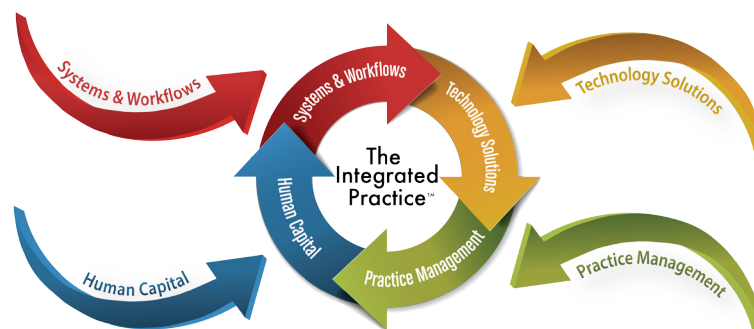 Systems & Workflows
Systems & Workflows
Technology Solutions
Technology Solutions
The
Integrated
Practice™
Human Capital
Human Capital
Practice Management
Practice Management